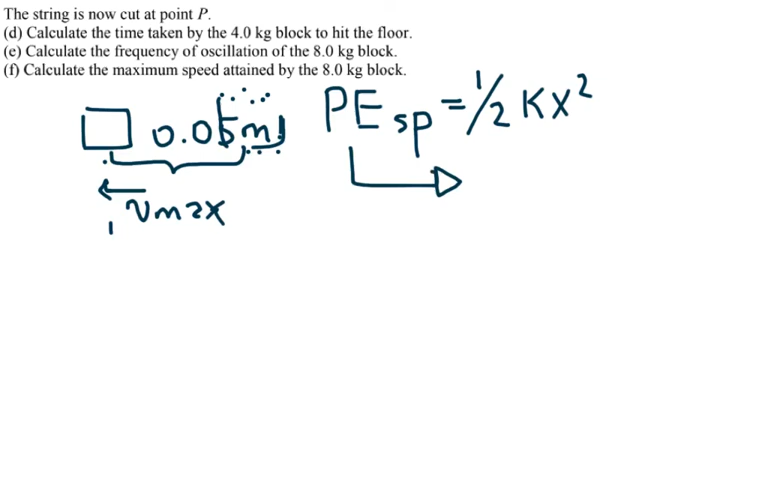 The string is now cut at point P.
(d) Calculate the time taken by the 4.0 kg block to hit the floor.
(e) Calculate the frequency of oscillation of the 8.0 kg block.
(f) Calculate the maximum speed attained by the 8.0 kg block.
0.05m PEsp=1/2 Kx²
vmax